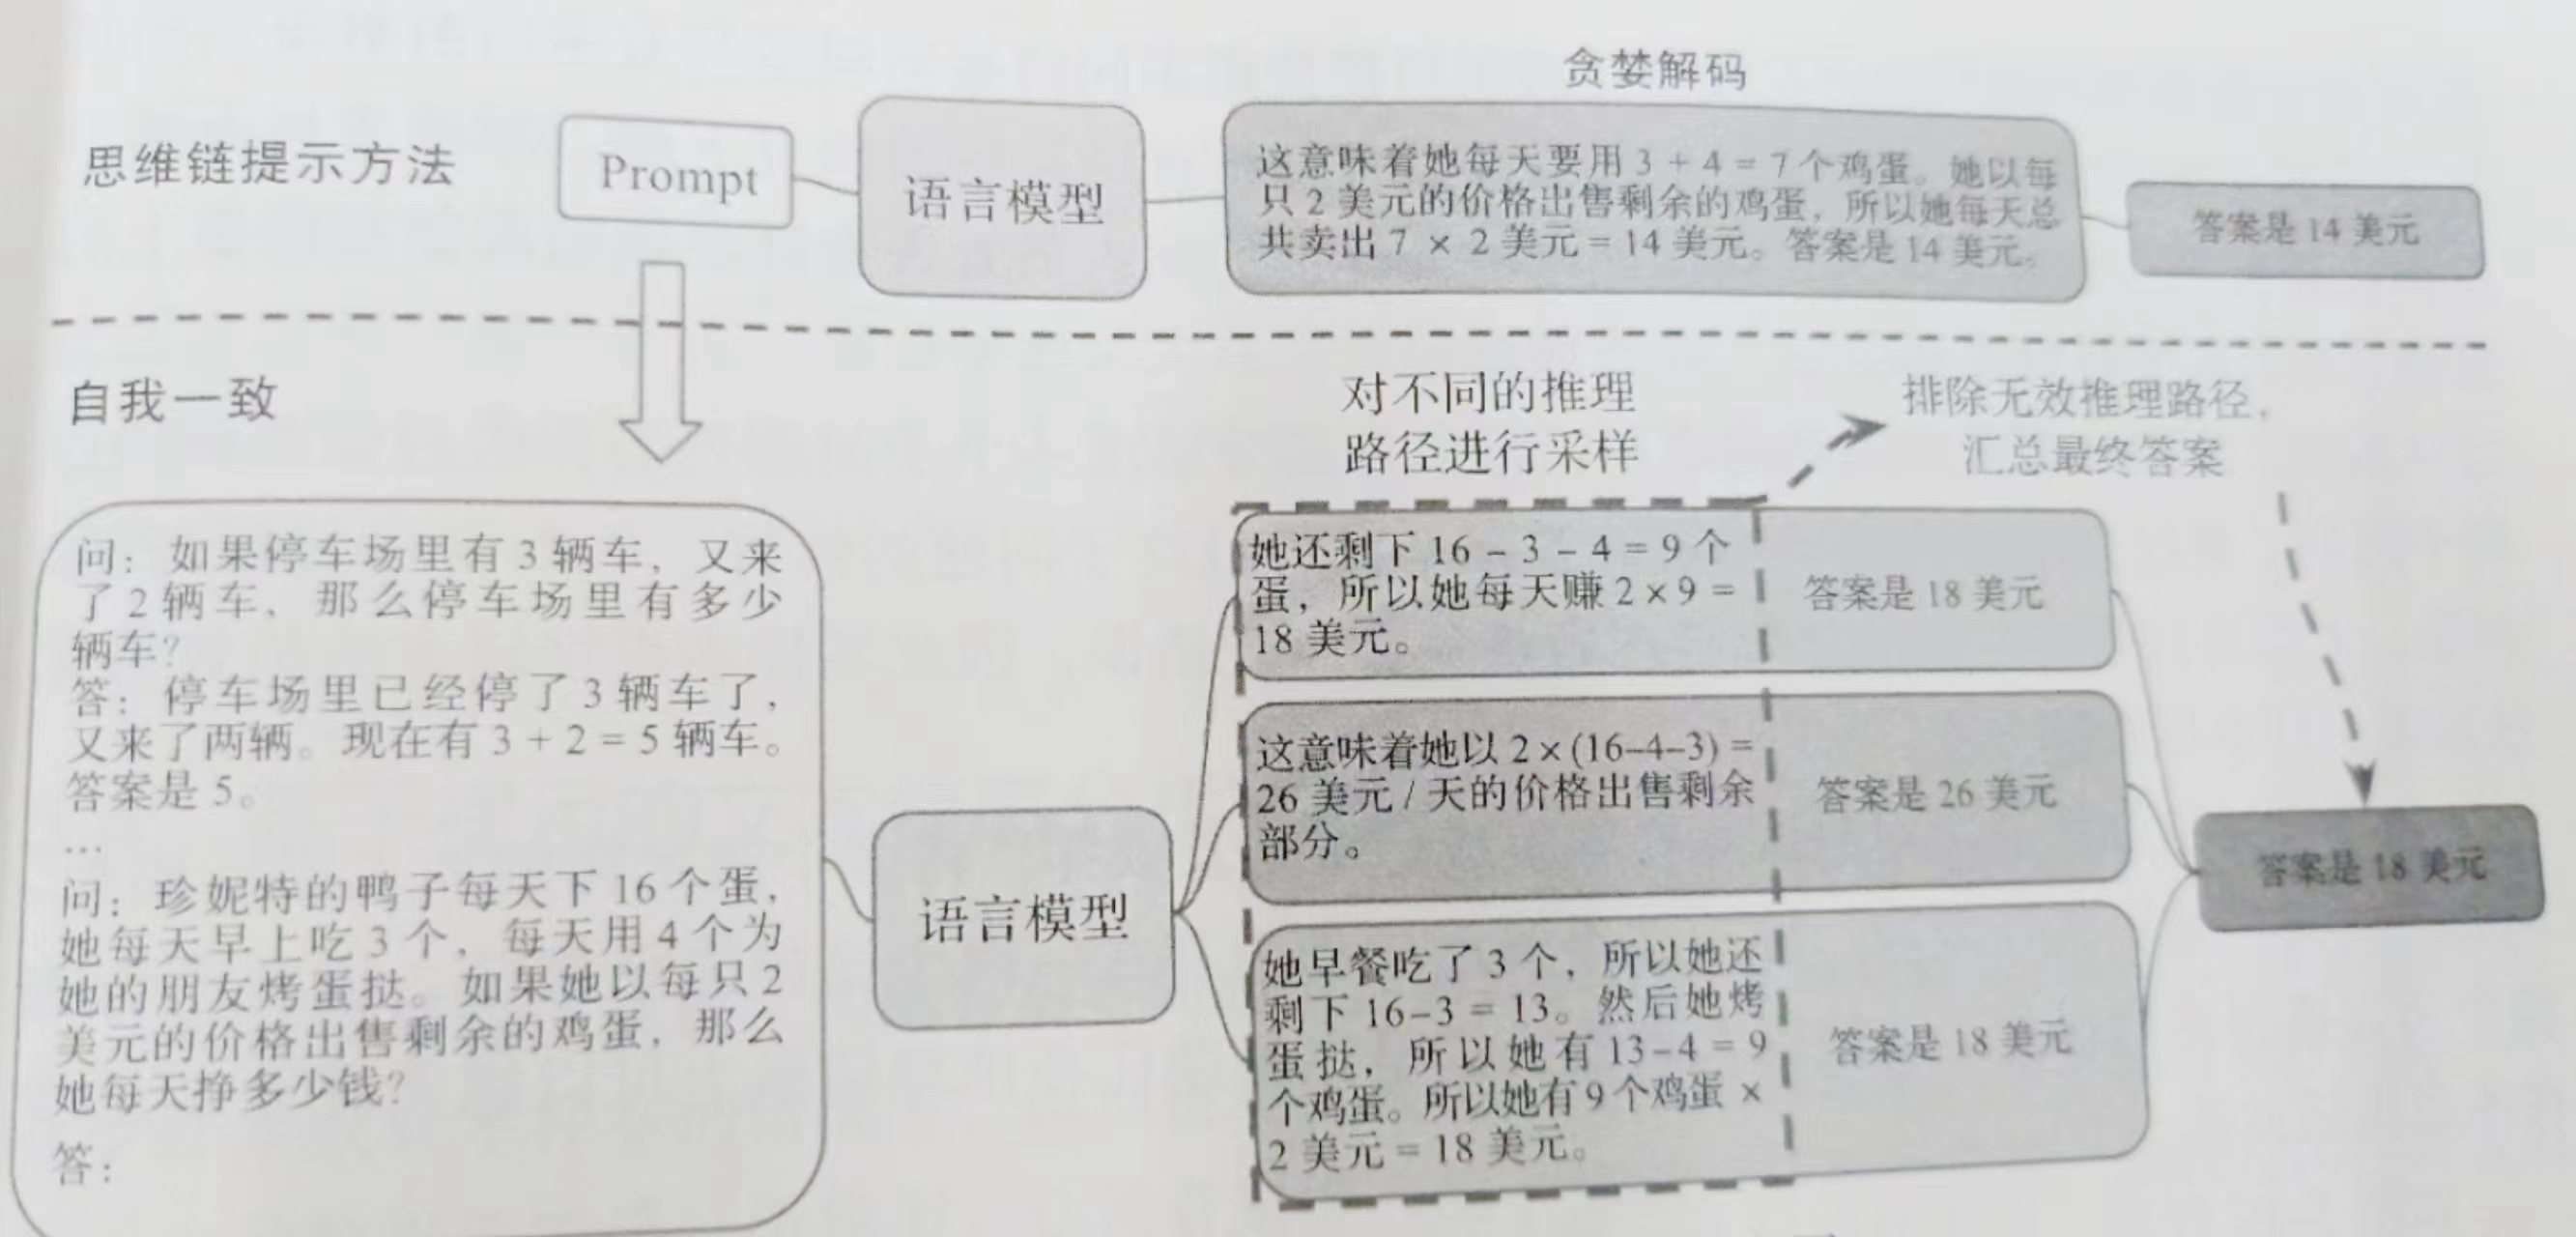 贪婪解码
思维链提示方法
Prompt
语言模型
这意味着她每天要用 3 + 4 = 7 个鸡蛋。她以每
只 2 美元的价格出售剩余的鸡蛋，所以她每天总
共卖出 7 × 2 美元 = 14 美元。答案是 14 美元。
答案是 14 美元
自我一致
对不同的推理
路径进行采样
排除无效推理路径，
汇总最终答案
问：如果停车场里有 3 辆车，又来
了 2 辆车，那么停车场里有多少
辆车？
答：停车场里已经停了 3 辆车了，
又来了两辆。现在有 3 + 2 = 5 辆车。
答案是 5。
…
问：珍妮特的鸭子每天下 16 个蛋，
她每天早上吃 3 个，每天用 4 个为
她的朋友烤蛋挞。如果她以每只 2
美元的价格出售剩余的鸡蛋，那么
她每天挣多少钱？
答：
语言模型
她还剩下 16 – 3 – 4 = 9 个
蛋，所以她每天赚 2 × 9 =
18 美元。
答案是 18 美元
这意味着她以 2 × (16–4–3) =
26 美元 / 天的价格出售剩余
部分。
答案是 26 美元
她早餐吃了 3 个，所以她还
剩下 16–3 = 13。然后她烤
蛋挞，所以她有 13–4 = 9
个鸡蛋。所以她有 9 个鸡蛋 ×
2 美元 = 18 美元。
答案是 18 美元
答案是 18 美元